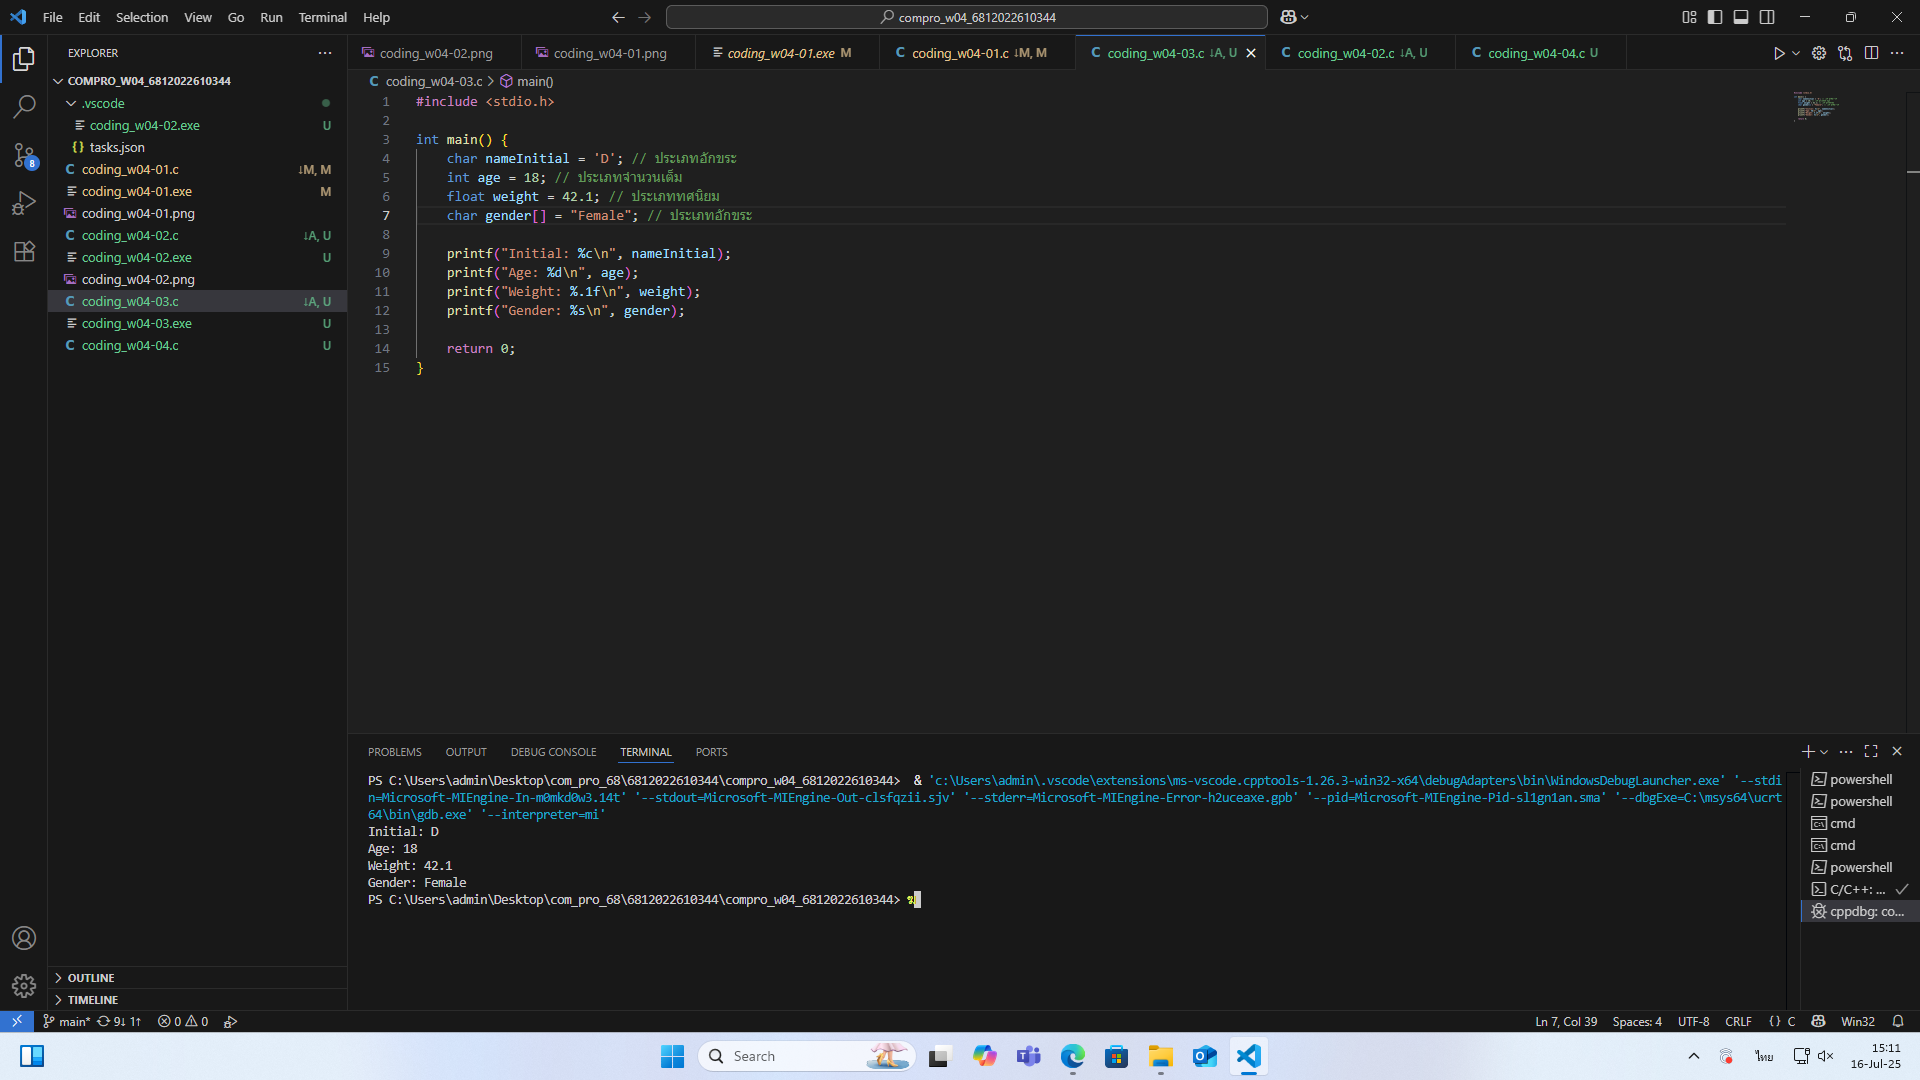 File Edit Selection View Go Run Terminal Help
compro_w04_6812022610344
EXPLORER
COMPRO_W04_6812022610344
.vscode
coding_w04-02.exe U
tasks.json
C coding_w04-01.c ↓M, M
coding_w04-01.exe M
coding_w04-01.png
C coding_w04-02.c ↓A, U
coding_w04-02.exe U
coding_w04-02.png
C coding_w04-03.c ↓A, U
coding_w04-03.exe U
C coding_w04-04.c U
8
OUTLINE
TIMELINE
coding_w04-02.png coding_w04-01.png coding_w04-01.exe M C coding_w04-01.c ↓M, M C coding_w04-03.c ↓A, U C coding_w04-02.c ↓A, U C coding_w04-04.c U
C coding_w04-03.c > main()
1 #include <stdio.h>
2
3 int main() {
4 char nameInitial = 'D'; // ประเภทอักขระ
5 int age = 18; // ประเภทจำนวนเต็ม
6 float weight = 42.1; // ประเภททศนิยม
7 char gender[] = "Female"; // ประเภทอักขระ
8
9 printf("Initial: %c\n", nameInitial);
10 printf("Age: %d\n", age);
11 printf("Weight: %.1f\n", weight);
12 printf("Gender: %s\n", gender);
13
14 return 0;
15 }
PROBLEMS OUTPUT DEBUG CONSOLE TERMINAL PORTS
PS C:\Users\admin\Desktop\com_pro_68\6812022610344\compro_w04_6812022610344> & 'c:\Users\admin\.vscode\extensions\ms-vscode.cpptools-1.26.3-win32-x64\debugAdapters\bin\WindowsDebugLauncher.exe' '--stdi
n=Microsoft-MIEngine-In-m0mkd0w3.14t' '--stdout=Microsoft-MIEngine-Out-clsfqzii.sjv' '--stderr=Microsoft-MIEngine-Error-h2uceaxe.gpb' '--pid=Microsoft-MIEngine-Pid-sl1gn1an.sma' '--dbgExe=C:\msys64\ucrt
64\bin\gdb.exe' '--interpreter=mi'
Initial: D
Age: 18
Weight: 42.1
Gender: Female
PS C:\Users\admin\Desktop\com_pro_68\6812022610344\compro_w04_6812022610344>
powershell
powershell
cmd
cmd
powershell
C/C++: ...
cppdbg: co...
main* 9↓ 1↑ 0 0
Ln 7, Col 39 Spaces: 4 UTF-8 CRLF {} C Win32
Search
ไทย
15:11
16-Jul-25